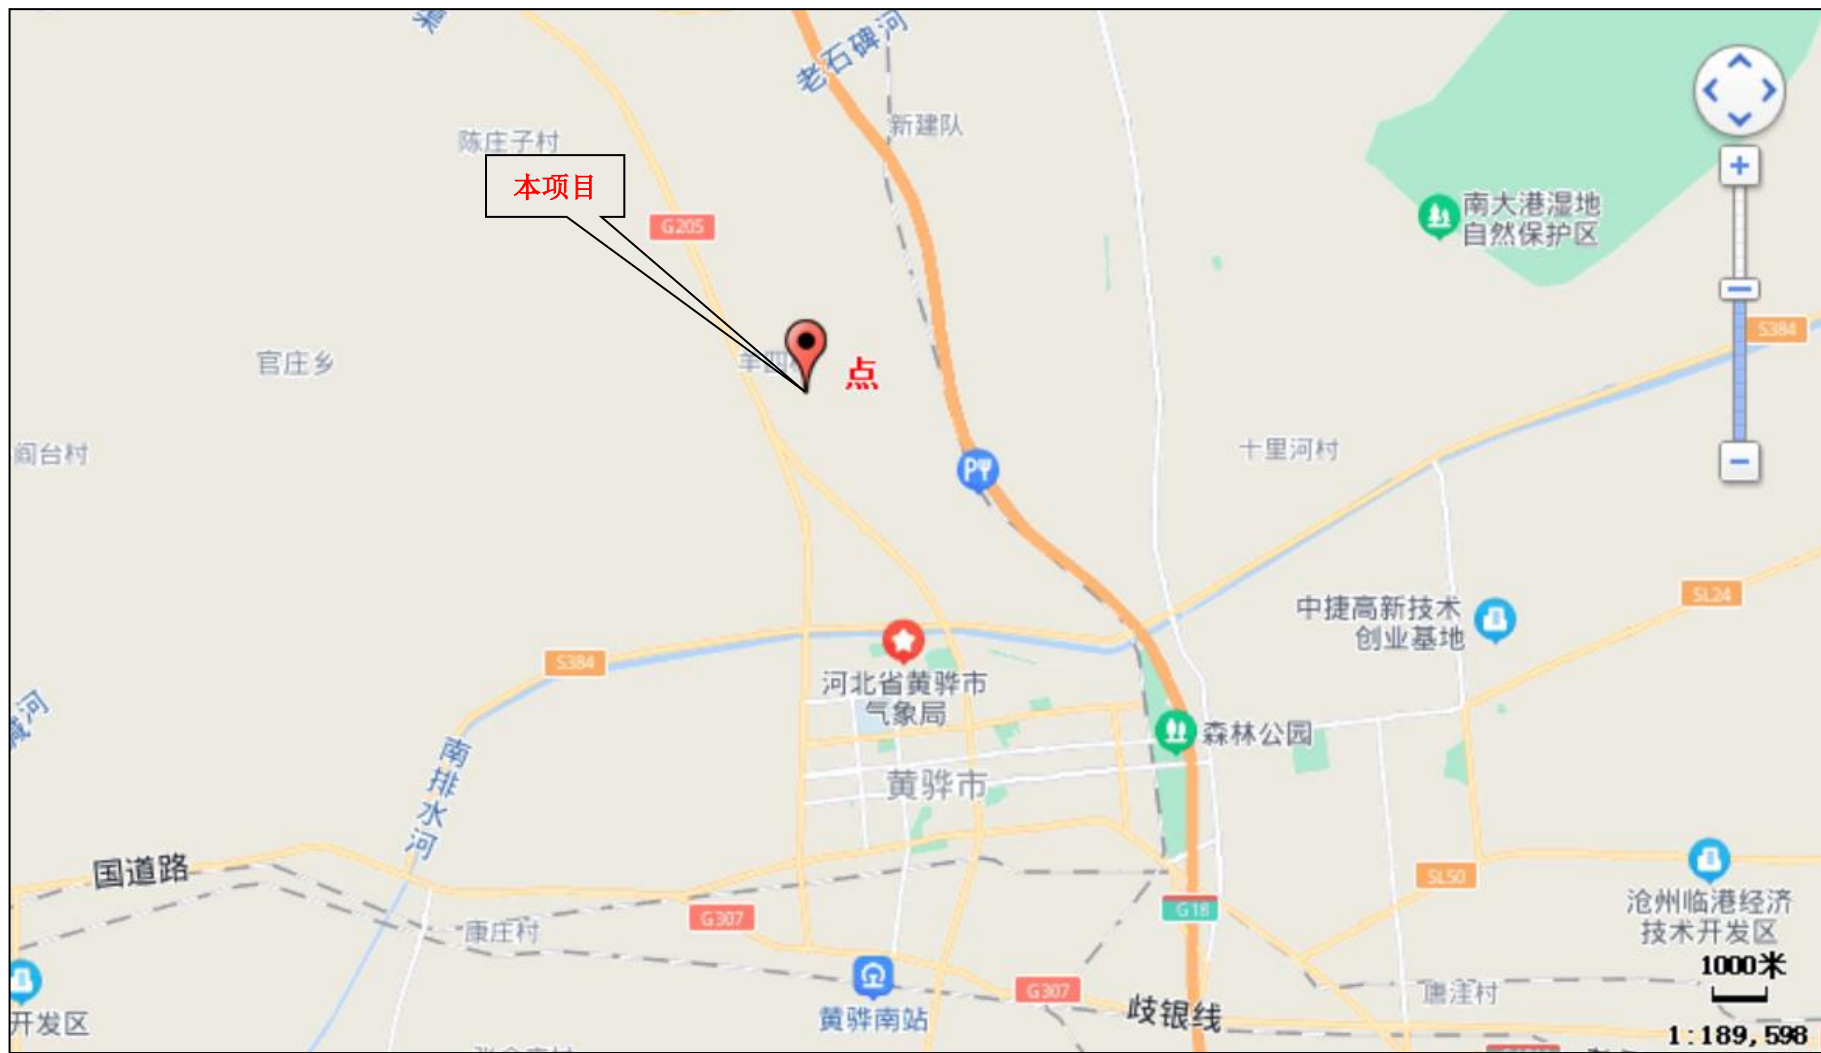 老石碑河
新建队
陈庄子村
本项目
G205
南大港湿地
自然保护区
S384
官庄乡
点
阎台村
十里河村
P
SL24
中捷高新技术
创业基地
S384
河北省黄骅市
气象局
南排水河
森林公园
黄骅市
国道路
SL50
G18
G307
康庄村
沧州临港经济
技术开发区
1000米
G307
开发区
黄骅南站
歧银线
1:189,598